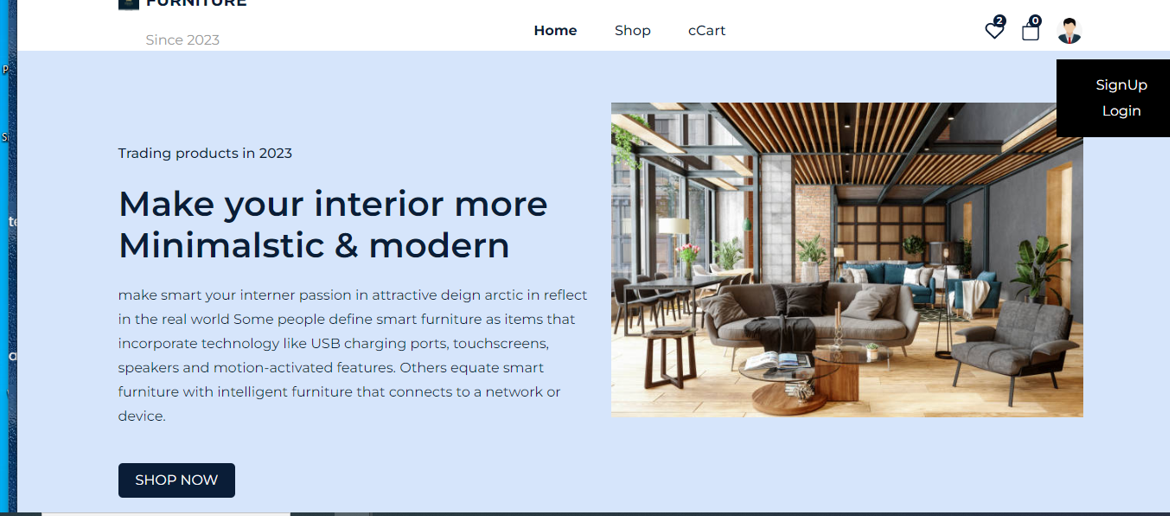 FURNITURE
Since 2023
Home
Shop
cCart
2
0
SignUp
Login
Trading products in 2023
Make your interior more
Minimalstic & modern
make smart your interner passion in attractive deign arctic in reflect
in the real world Some people define smart furniture as items that
incorporate technology like USB charging ports, touchscreens,
speakers and motion-activated features. Others equate smart
furniture with intelligent furniture that connects to a network or
device.
SHOP NOW